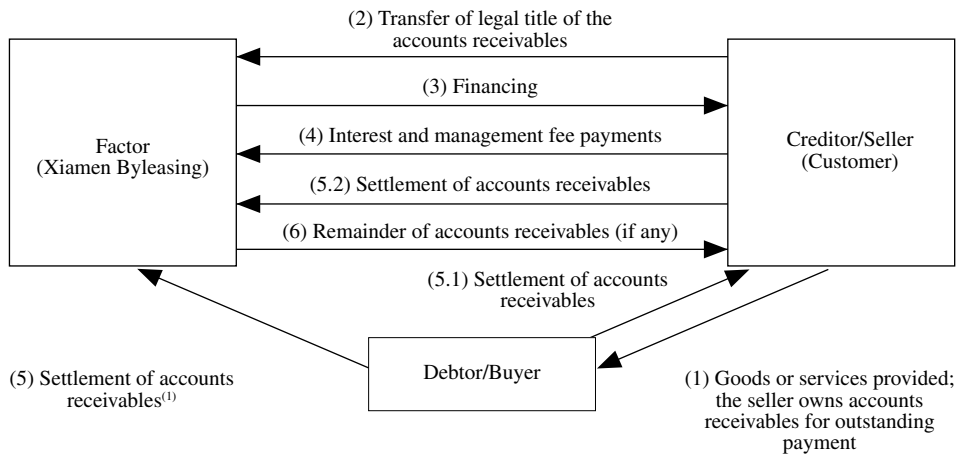 (2) Transfer of legal title of the
accounts receivables
(3) Financing
Factor
(Xiamen Byleasing)
(4) Interest and management fee payments
Creditor/Seller
(Customer)
(5.2) Settlement of accounts receivables
(6) Remainder of accounts receivables (if any)
(5.1) Settlement of accounts
receivables
Debtor/Buyer
(5) Settlement of accounts
receivables(1)
(1) Goods or services provided;
the seller owns accounts
receivables for outstanding
payment